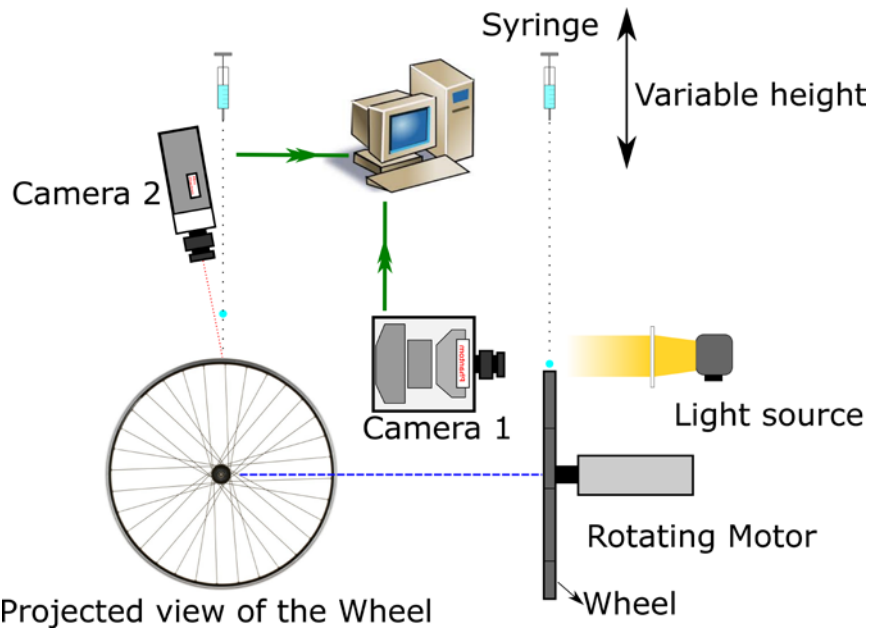 Syringe
Variable height
Camera 2
Camera 1
Light source
Rotating Motor
Wheel
Projected view of the Wheel